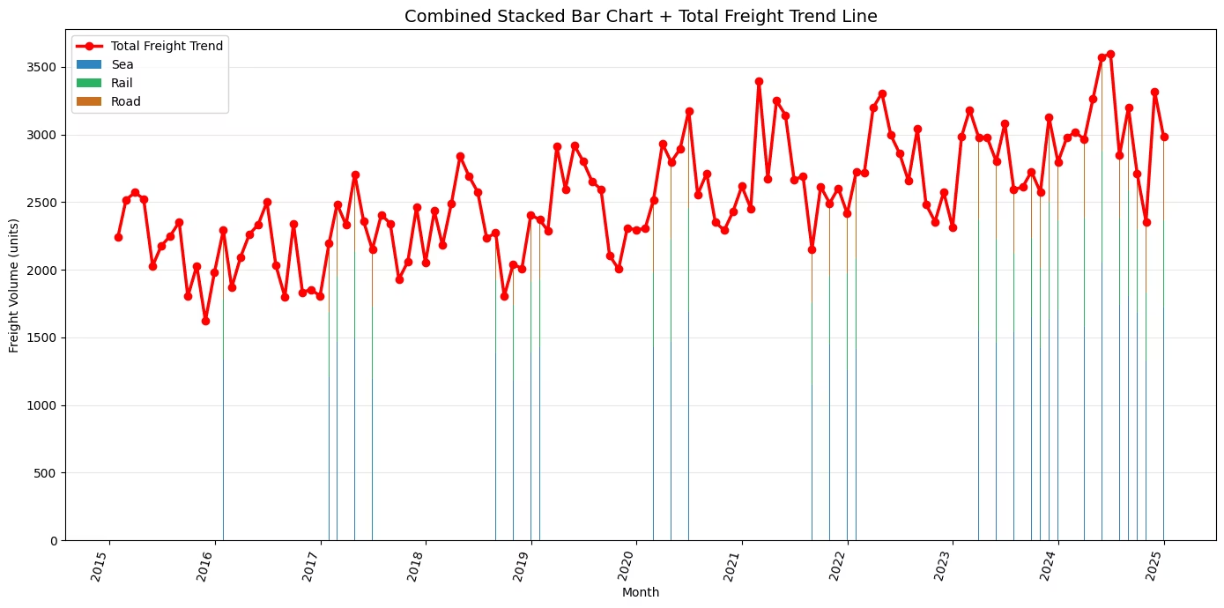 Combined Stacked Bar Chart + Total Freight Trend Line
Total Freight Trend
Sea
Rail
Road
Freight Volume (units)
3500
3000
2500
2000
1500
1000
500
0
2015
2016
2017
2018
2019
2020
2021
2022
2023
2024
2025
Month